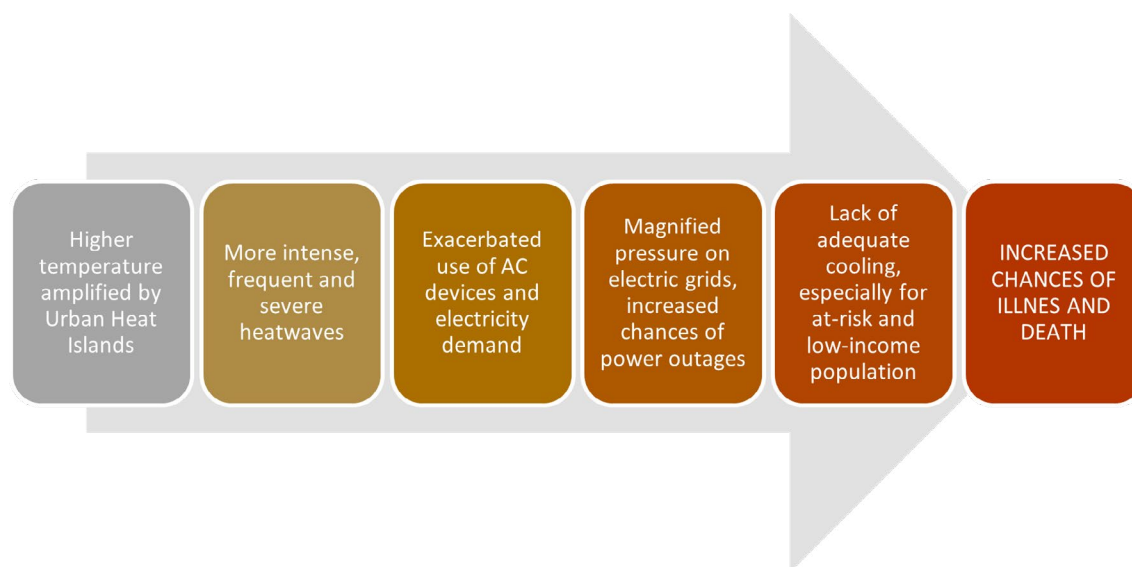 Higher
temperature
amplified by
Urban Heat
Islands
More intense,
frequent and
severe
heatwaves
Exacerbated
use of AC
devices and
electricity
demand
Magnified
pressure on
electric grids,
increased
chances of
power outages
Lack of
adequate
cooling,
especially for
at-risk and
low-income
population
INCREASED
CHANCES OF
ILLNES AND
DEATH